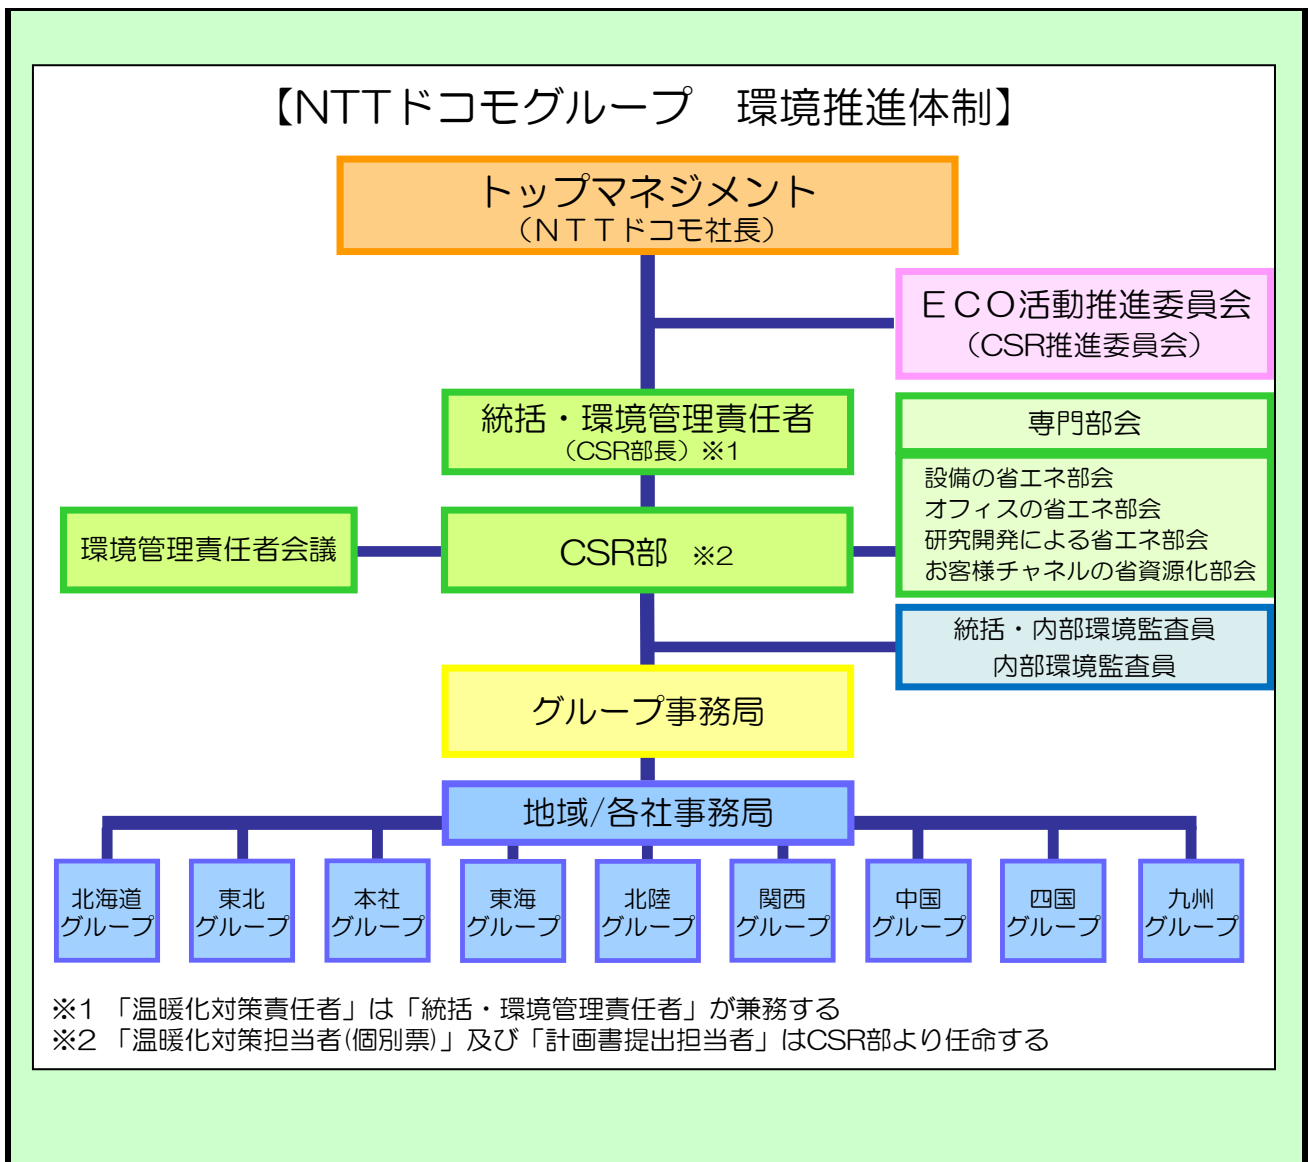 【NTTドコモグループ　環境推進体制】
トップマネジメント
（ＮＴＴドコモ社長）
ＥＣＯ活動推進委員会
（CSR推進委員会）
統括・環境管理責任者
（CSR部長）※1
専門部会
設備の省エネ部会
オフィスの省エネ部会
研究開発による省エネ部会
お客様チャネルの省資源化部会
環境管理責任者会議
CSR部　※2
統括・内部環境監査員
内部環境監査員
グループ事務局
地域/各社事務局
北海道
グループ
東北
グループ
本社
グループ
東海
グループ
北陸
グループ
関西
グループ
中国
グループ
四国
グループ
九州
グループ
※1 「温暖化対策責任者」は「統括・環境管理責任者」が兼務する
※2 「温暖化対策担当者(個別票)」及び「計画書提出担当者」はCSR部より任命する